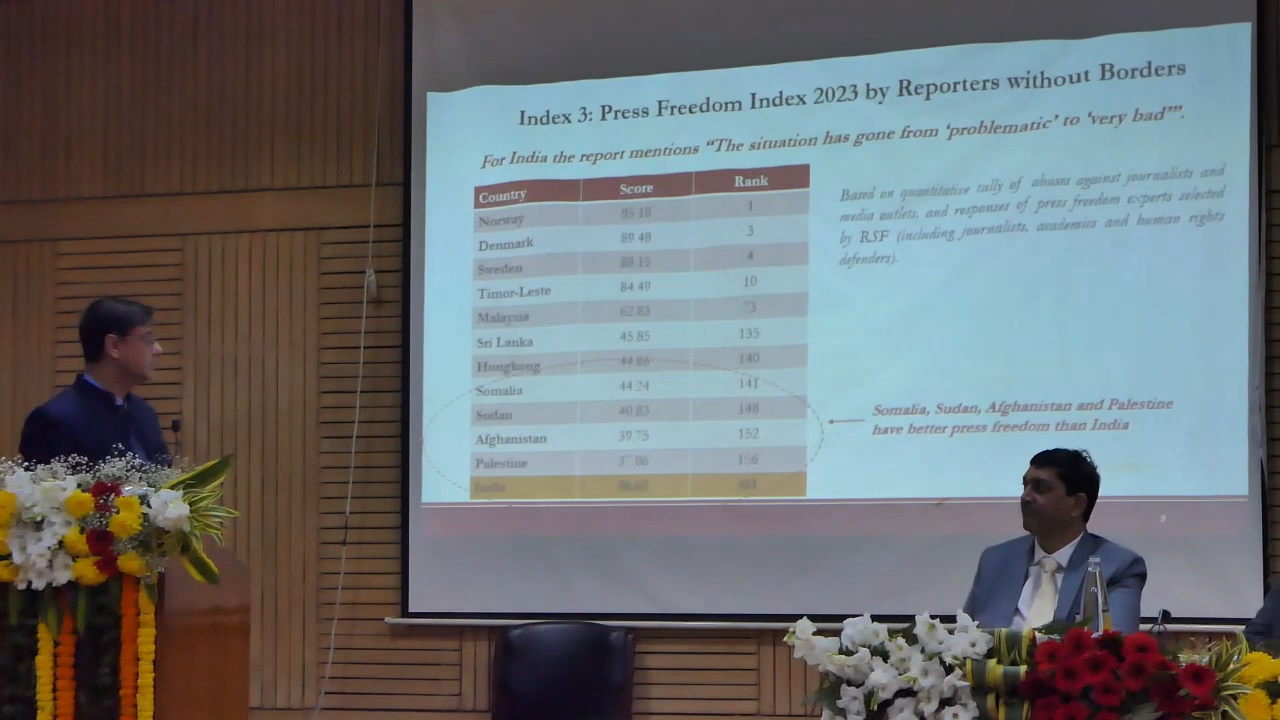 Index 3: Press Freedom Index 2023 by Reporters without Borders
For India the report mentions “The situation has gone from ‘problematic’ to ‘very bad’”.
Country Score Rank
Norway 95.18 1
Denmark 89.48 3
Sweden 88.15 4
Timor-Leste 84.49 10
Malaysia 62.83 73
Sri Lanka 45.85 135
Hongkong 44.86 140
Somalia 44.24 141
Sudan 40.83 148
Afghanistan 39.75 152
Palestine 37.86 156
India
Based on quantitative tally of abuses against journalists and
media outlets, and responses of press freedom experts selected
by RSF (including journalists, academics and human rights
defenders).
Somalia, Sudan, Afghanistan and Palestine
have better press freedom than India